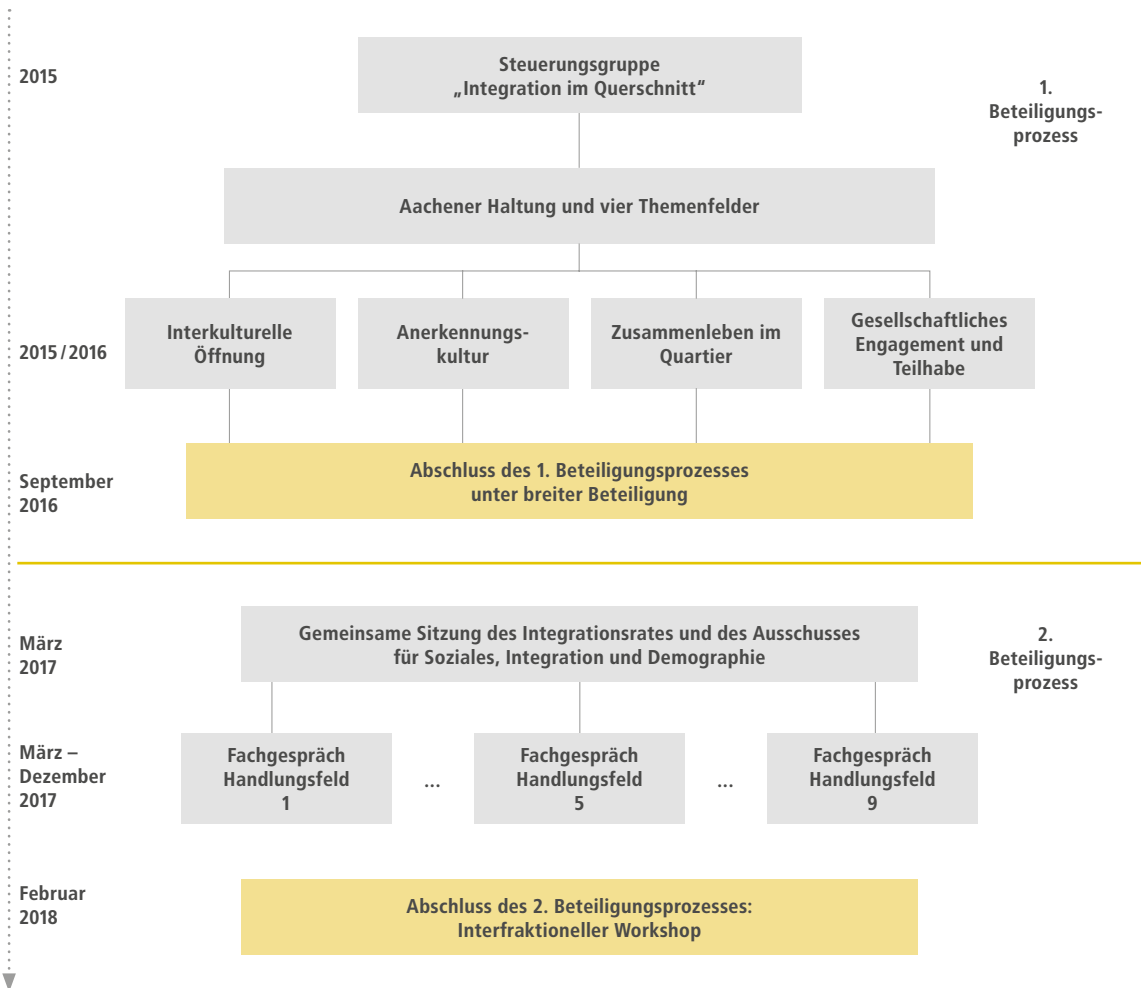 2015
Steuerungsgruppe
„Integration im Querschnitt"
1.
Beteiligungs-
prozess
Aachener Haltung und vier Themenfelder
2015/2016
Interkulturelle
Öffnung
Anerkennungs-
kultur
Zusammenleben im
Quartier
Gesellschaftliches
Engagement und
Teilhabe
September
2016
Abschluss des 1. Beteiligungsprozesses
unter breiter Beteiligung
März
2017
Gemeinsame Sitzung des Integrationsrates und des Ausschusses
für Soziales, Integration und Demographie
2.
Beteiligungs-
prozess
März –
Dezember
2017
Fachgespräch
Handlungsfeld
1
...
Fachgespräch
Handlungsfeld
5
...
Fachgespräch
Handlungsfeld
9
Februar
2018
Abschluss des 2. Beteiligungsprozesses:
Interfraktioneller Workshop